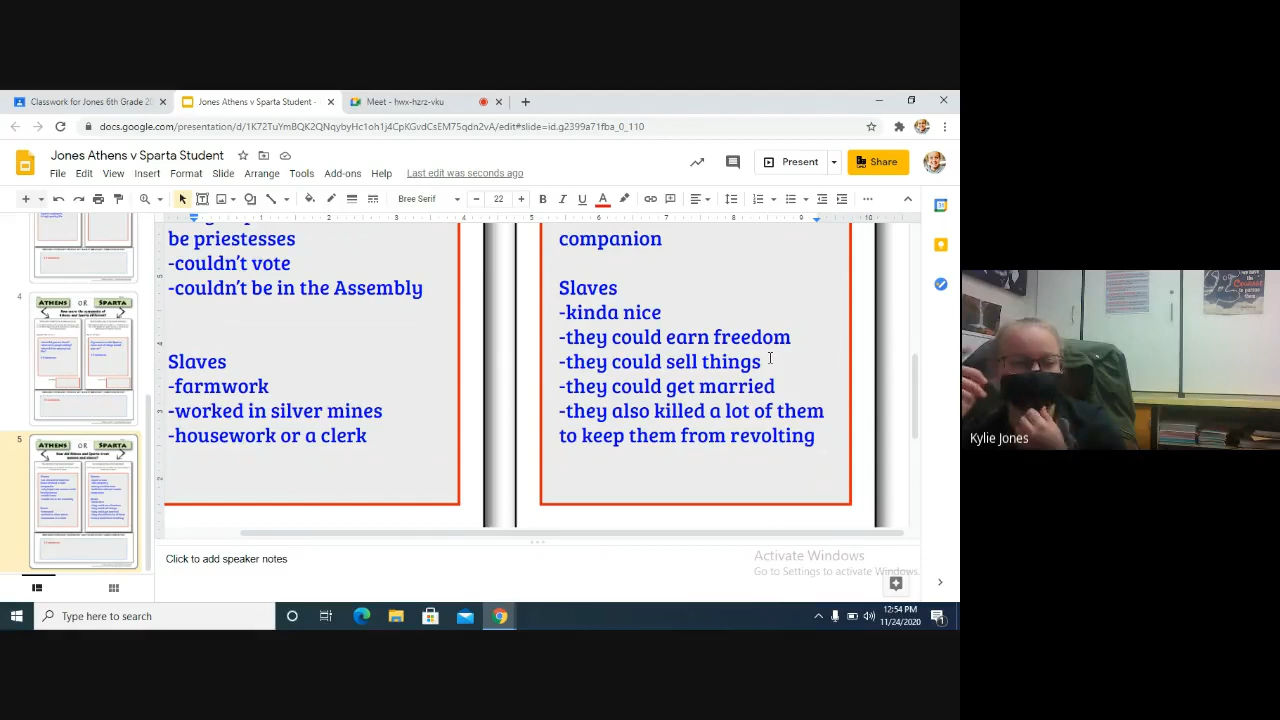 Classwork for Jones 6th Grade 2
Jones Athens v Sparta Student -
Meet - hwx-hzrz-vku
docs.google.com/presentation/d/1K72TuYmBQK2QNqybyHc1oh1j4CpKGvdCsEM75qdn2vA/edit#slide=id.g2399a71fba_0_110
Jones Athens v Sparta Student
File Edit View Insert Format Slide Arrange Tools Add-ons Help Last edit was seconds ago
Present
Share
Bree Serif
22
be priestesses
-couldn't vote
-couldn't be in the Assembly
Slaves
-farmwork
-worked in silver mines
-housework or a clerk
companion
Slaves
-kinda nice
-they could earn freedom
-they could sell things
-they could get married
-they also killed a lot of them
to keep them from revolting
4
ATHENS OR SPARTA
5
ATHENS OR SPARTA
Click to add speaker notes
Activate Windows
Go to Settings to activate Windows.
Type here to search
12:54 PM
11/24/2020
Kylie Jones